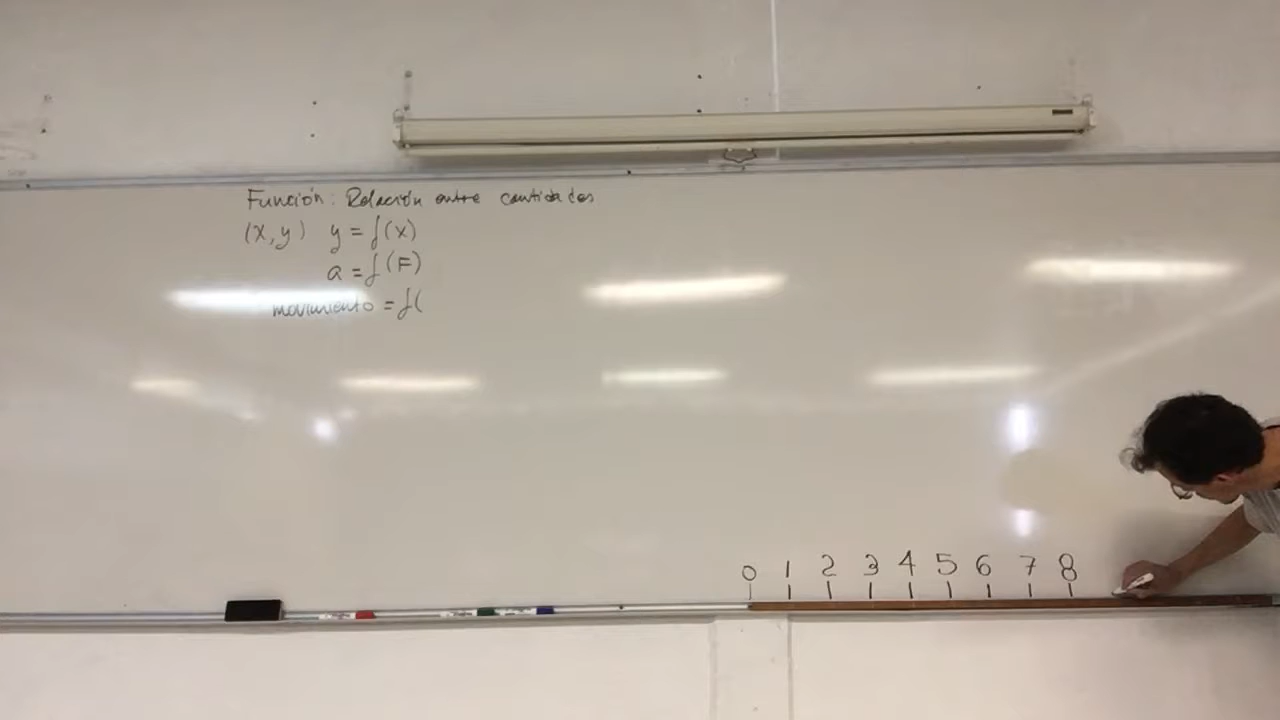 Función: Relación entre cantidades
(x,y) y = f(x)
a = f(F)
movimiento = f(
0 1 2 3 4 5 6 7 8